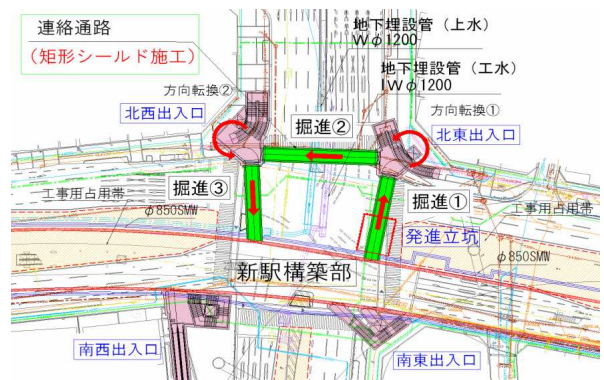 連絡通路
(矩形シールド施工)
地下埋設管（上水）
Wφ1200
地下埋設管（工水）
IWφ1200
方向転換②
北西出入口
方向転換①
北東出入口
掘進②
掘進③
掘進①
工事用占用帯
工事用占用帯
φ850SMW
発進立坑
φ850SMW
新駅構築部
南西出入口
南東出入口